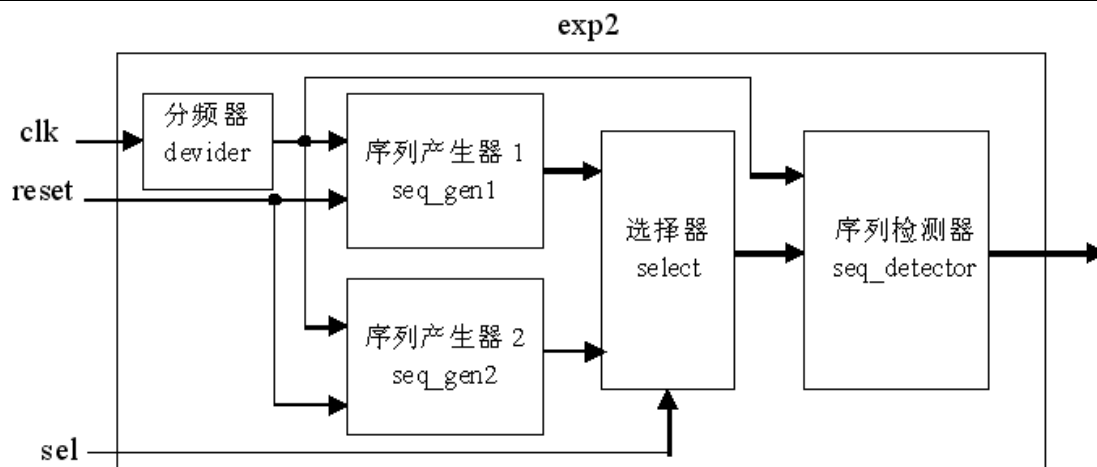 exp2
clk
reset
sel
分频器
devider
序列产生器 1
seq_gen1
序列产生器 2
seq_gen2
选择器
select
序列检测器
seq_detector